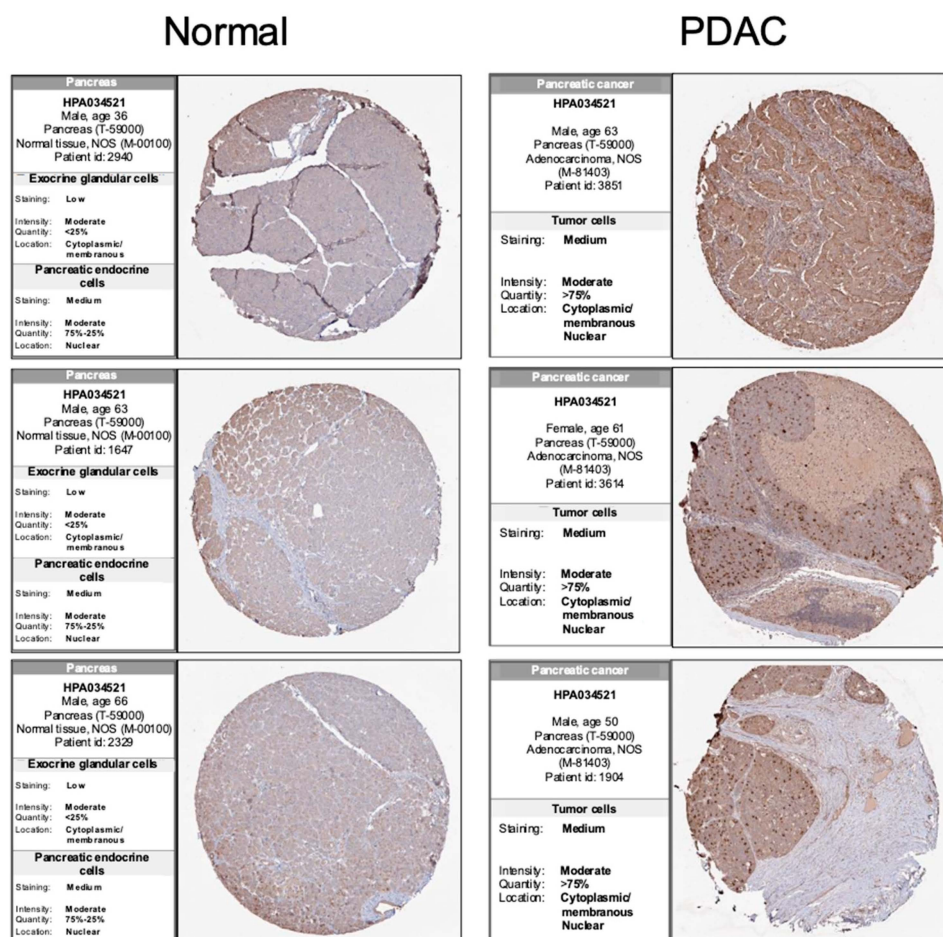 Normal
PDAC
Pancreas
HPA034521
Male, age 36
Pancreas (T-59000)
Normal tissue, NOS (M-00100)
Patient id: 2940
Exocrine glandular cells
Staining: Low
Intensity: Moderate
Quantity: <25%
Location: Cytoplasmic/
membranous
Pancreatic endocrine
cells
Staining: Medium
Intensity: Moderate
Quantity: 75%-25%
Location: Nuclear
Pancreatic cancer
HPA034521
Male, age 63
Pancreas (T-59000)
Adenocarcinoma, NOS
(M-81403)
Patient id: 3851
Tumor cells
Staining: Medium
Intensity: Moderate
Quantity: >75%
Location: Cytoplasmic/
membranous
Nuclear
Pancreas
HPA034521
Male, age 63
Pancreas (T-59000)
Normal tissue, NOS (M-00100)
Patient id: 1647
Exocrine glandular cells
Staining: Low
Intensity: Moderate
Quantity: <25%
Location: Cytoplasmic/
membranous
Pancreatic endocrine
cells
Staining: Medium
Intensity: Moderate
Quantity: 75%-25%
Location: Nuclear
Pancreatic cancer
HPA034521
Female, age 61
Pancreas (T-59000)
Adenocarcinoma, NOS
(M-81403)
Patient id: 3614
Tumor cells
Staining: Medium
Intensity: Moderate
Quantity: >75%
Location: Cytoplasmic/
membranous
Nuclear
Pancreas
HPA034521
Male, age 66
Pancreas (T-59000)
Normal tissue, NOS (M-00100)
Patient id: 2329
Exocrine glandular cells
Staining: Low
Intensity: Moderate
Quantity: <25%
Location: Cytoplasmic/
membranous
Pancreatic endocrine
cells
Staining: Medium
Intensity: Moderate
Quantity: 75%-25%
Location: Nuclear
Pancreatic cancer
HPA034521
Male, age 50
Pancreas (T-59000)
Adenocarcinoma, NOS
(M-81403)
Patient id: 1904
Tumor cells
Staining: Medium
Intensity: Moderate
Quantity: >75%
Location: Cytoplasmic/
membranous
Nuclear